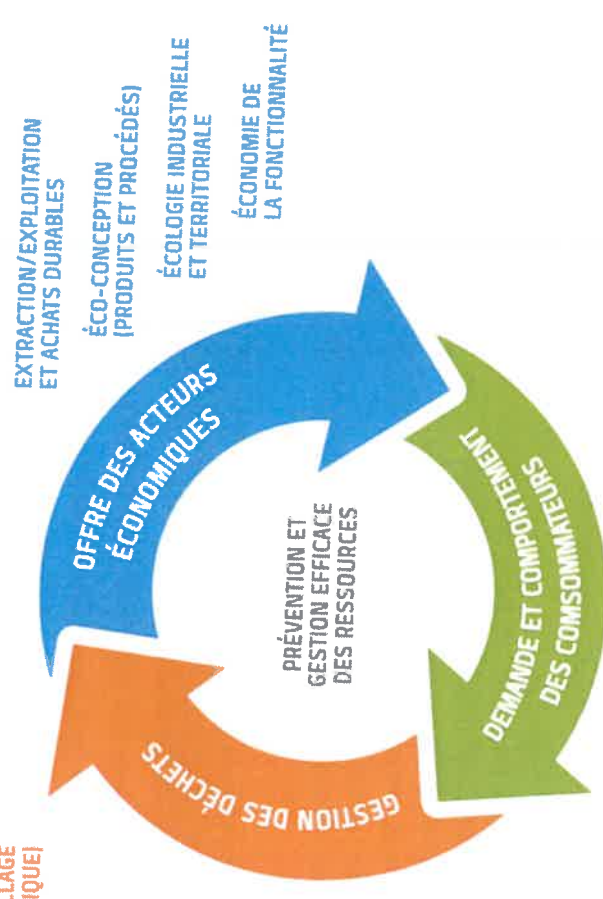 EXTRACTION/EXPLOITATION
ET ACHATS DURABLES
ÉCO-CONCEPTION
(PRODUITS ET PROCÉDÉS)
ÉCOLOGIE INDUSTRIELLE
ET TERRITORIALE
ÉCONOMIE DE
LA FONCTIONNALITÉ
OFFRE DES ACTEURS
ÉCONOMIQUES
PRÉVENTION ET
GESTION EFFICACE
DES RESSOURCES
DEMANDE ET COMPORTEMENT
DES COMSOMMATEURS
GESTION DES DÉCHETS